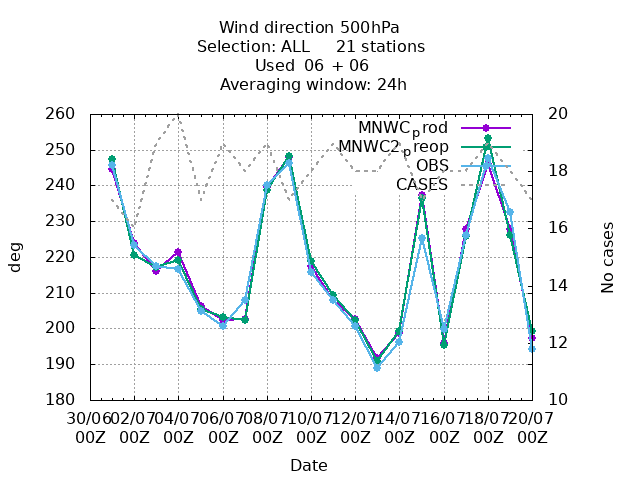 Wind direction 500hPa
Selection: ALL 21 stations
Used 06 + 06
Averaging window: 24h
260
250
240
230
220
210
200
190
180
20
18
16
14
12
10
MNWCprod
MNWC2preop
OBS
CASES
deg
No cases
30/06 02/07 04/07 06/07 08/07 10/07 12/07 14/07 16/07 18/07 20/07
00Z 00Z 00Z 00Z 00Z 00Z 00Z 00Z 00Z 00Z 00Z
Date